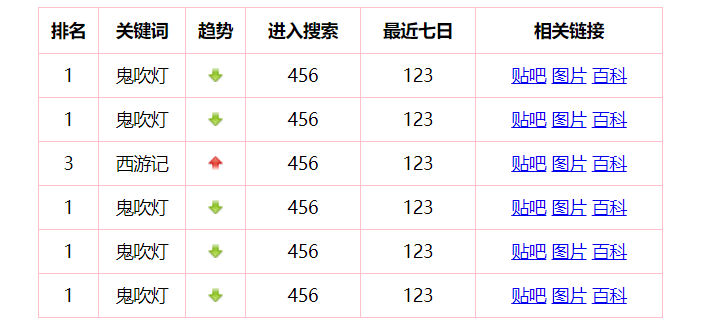 排名 关键词 趋势 进入搜索 最近七日 相关链接
1 鬼吹灯 456 123 贴吧 图片 百科
1 鬼吹灯 456 123 贴吧 图片 百科
3 西游记 456 123 贴吧 图片 百科
1 鬼吹灯 456 123 贴吧 图片 百科
1 鬼吹灯 456 123 贴吧 图片 百科
1 鬼吹灯 456 123 贴吧 图片 百科